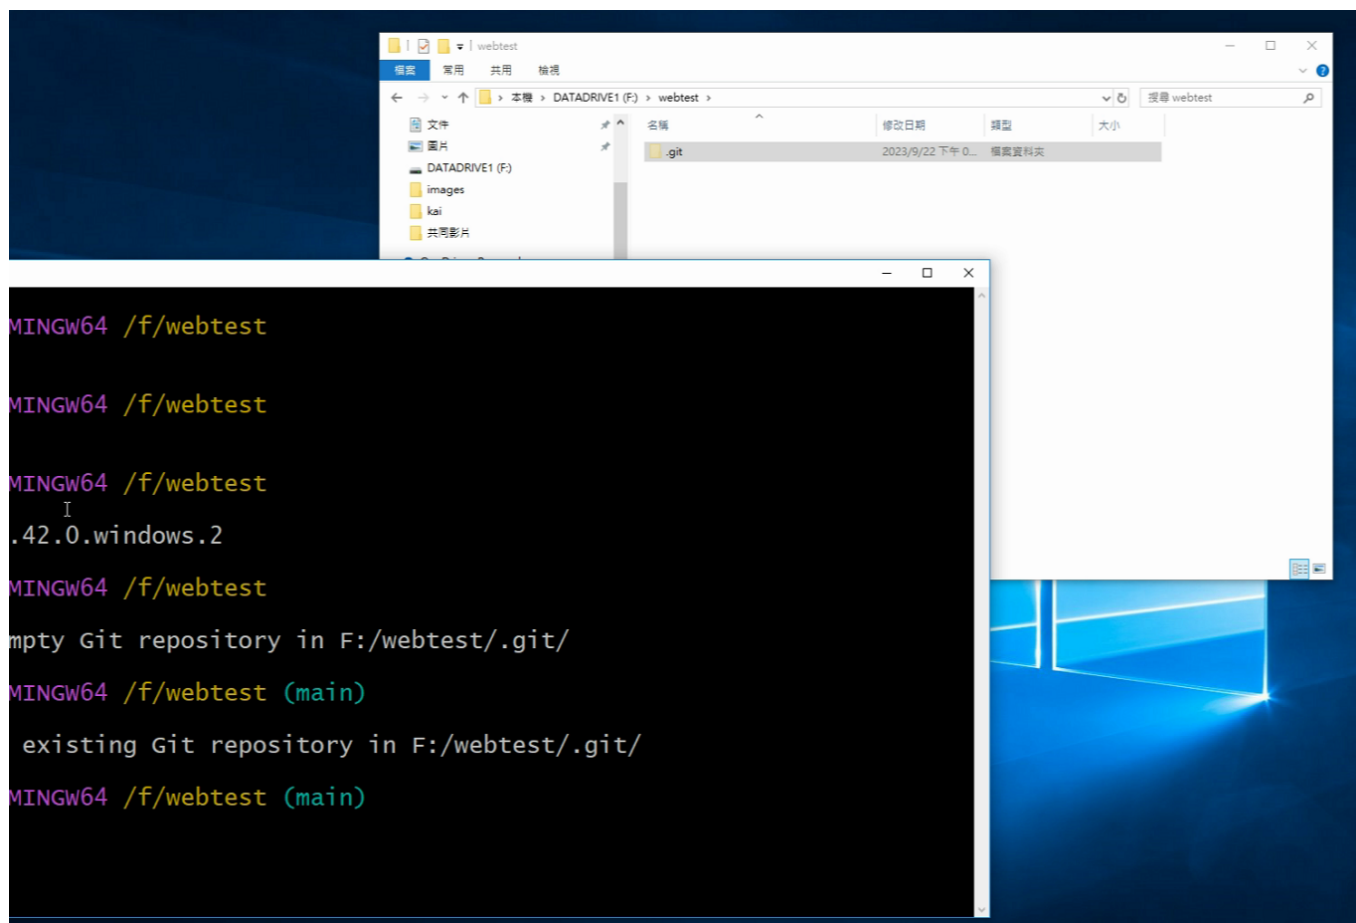 webtest
檔案 常用 共用 檢視
本機 › DATADRIVE1 (F:) › webtest ›
搜尋 webtest
文件
圖片
DATADRIVE1 (F:)
images
kai
共同影片
名稱 修改日期 類型 大小
.git 2023/9/22 下午 0... 檔案資料夾
MINGW64 /f/webtest
MINGW64 /f/webtest
MINGW64 /f/webtest
.42.0.windows.2
MINGW64 /f/webtest
mpty Git repository in F:/webtest/.git/
MINGW64 /f/webtest (main)
existing Git repository in F:/webtest/.git/
MINGW64 /f/webtest (main)